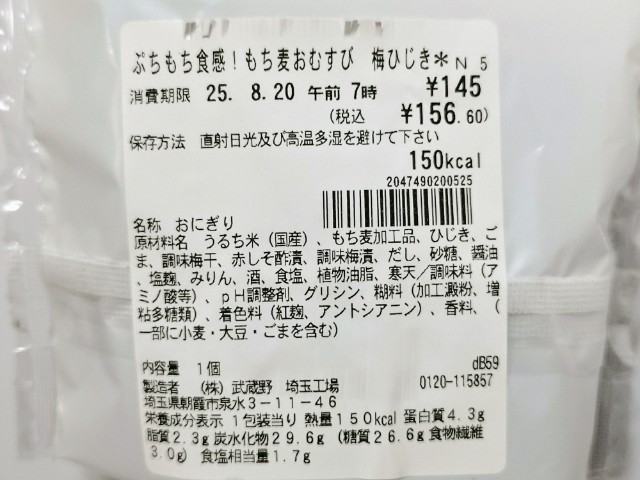 ぷちもち食感！もち麦おむすび 梅ひじき＊Ｎ ５
消費期限 25. 8.20 午前 7時 ¥145
(税込 ¥156.60)
保存方法 直射日光及び高温多湿を避けて下さい
150kcal
2047490200525
名称 おにぎり
原材料名 うるち米（国産）、もち麦加工品、ひじき、ご
ま、調味梅干、赤しそ酢漬、調味梅漬、だし、砂糖、醤油
、塩麹、みりん、酒、食塩、植物油脂、寒天／調味料（ア
ミノ酸等）、ｐＨ調整剤、グリシン、糊料（加工澱粉、増
粘多糖類）、着色料（紅麹、アントシアニン）、香料、（
一部に小麦・大豆・ごまを含む）
内容量 １個 dB59
製造者 （株）武蔵野 埼玉工場 0120-115857
埼玉県朝霞市泉水３−１１−４６
栄養成分表示 １包装当り 熱量１５０kcal 蛋白質４.３g
脂質２.３g 炭水化物２９.６g （糖質２６.６g 食物繊維
３.０g） 食塩相当量１.７g